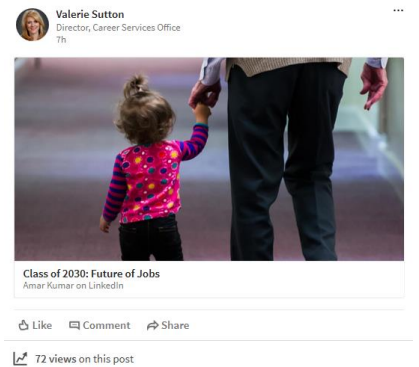 Valerie Sutton
Director, Career Services Office
7h
Class of 2030: Future of Jobs
Amar Kumar on LinkedIn
Like Comment Share
72 views on this post